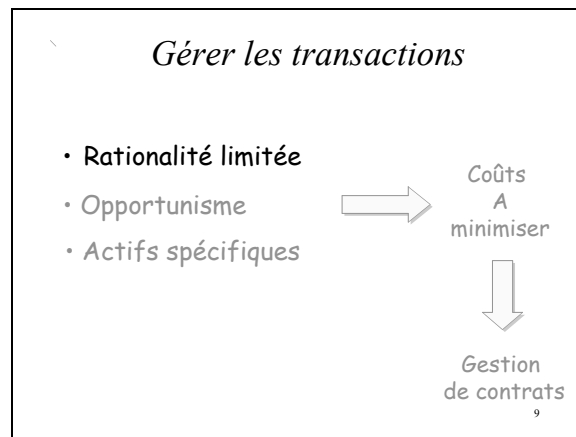 Gérer les transactions
• Rationalité limitée
• Opportunisme
• Actifs spécifiques
Coûts
A
minimiser
Gestion
de contrats
9